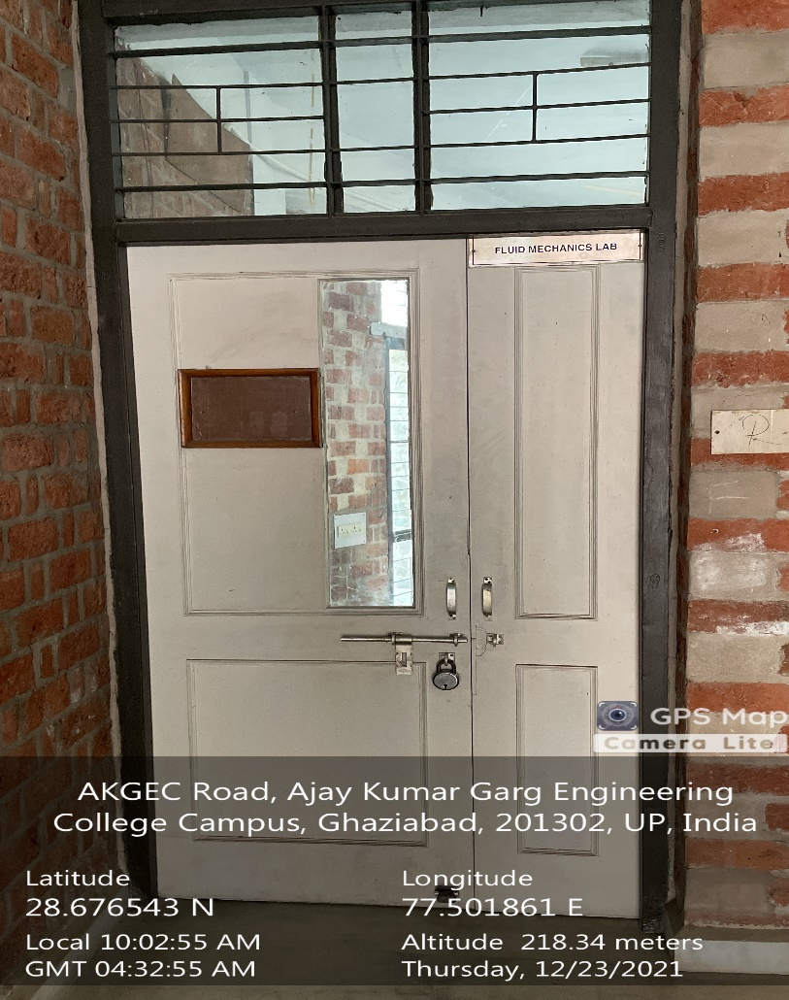 FLUID MECHANICS LAB
GPS Map
Camera Lite
AKGEC Road, Ajay Kumar Garg Engineering
College Campus, Ghaziabad, 201302, UP, India
Latitude
28.676543 N
Longitude
77.501861 E
Local 10:02:55 AM
GMT 04:32:55 AM
Altitude 218.34 meters
Thursday, 12/23/2021